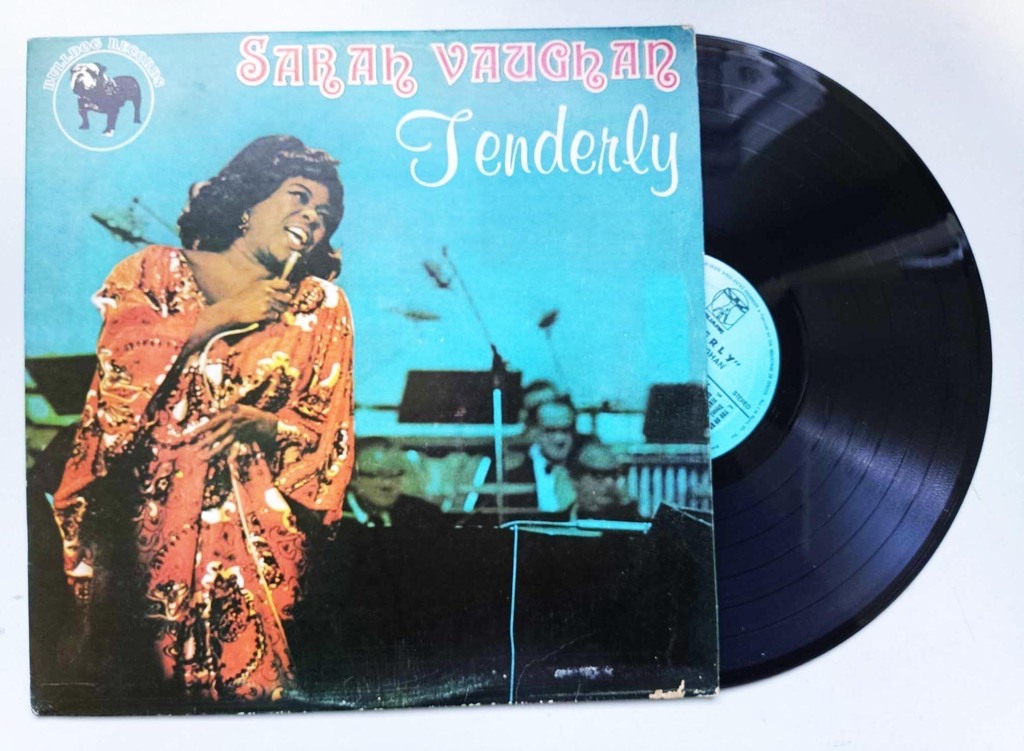 BULLDOG RECORDS
SARAH VAUGHAN
Tenderly
STEREO